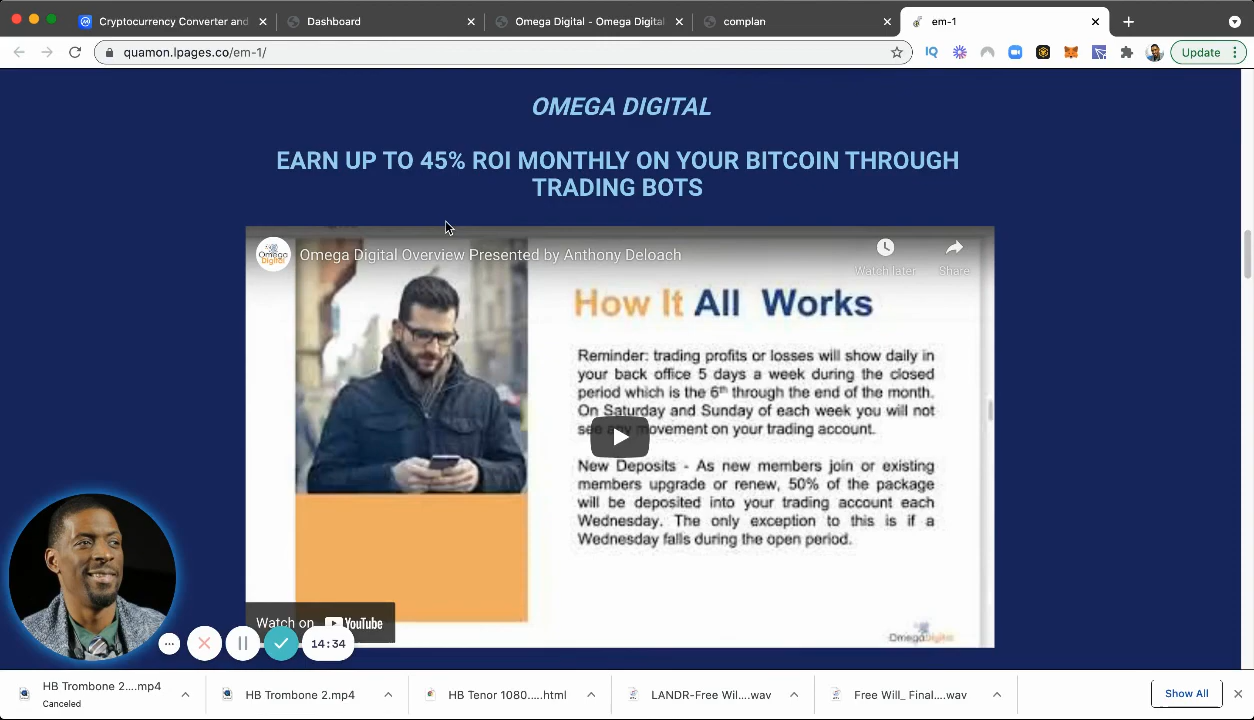 Cryptocurrency Converter and
Dashboard
Omega Digital - Omega Digital
complan
em-1
quamon.lpages.co/em-1/
IQ
Update
OMEGA DIGITAL
EARN UP TO 45% ROI MONTHLY ON YOUR BITCOIN THROUGH
TRADING BOTS
Omega Digital
Omega Digital Overview Presented by Anthony Deloach
Watch later
Share
How It All Works
Reminder: trading profits or losses will show daily in
your back office 5 days a week during the closed
period which is the 6th through the end of the month.
On Saturday and Sunday of each week you will not
see any movement on your trading account.
New Deposits - As new members join or existing
members upgrade or renew, 50% of the package
will be deposited into your trading account each
Wednesday. The only exception to this is if a
Wednesday falls during the open period.
OmegaDigital
Watch on YouTube
14:34
HB Trombone 2....mp4
Canceled
HB Trombone 2.mp4
HB Tenor 1080....html
LANDR-Free Wil....wav
Free Will_ Final....wav
Show All